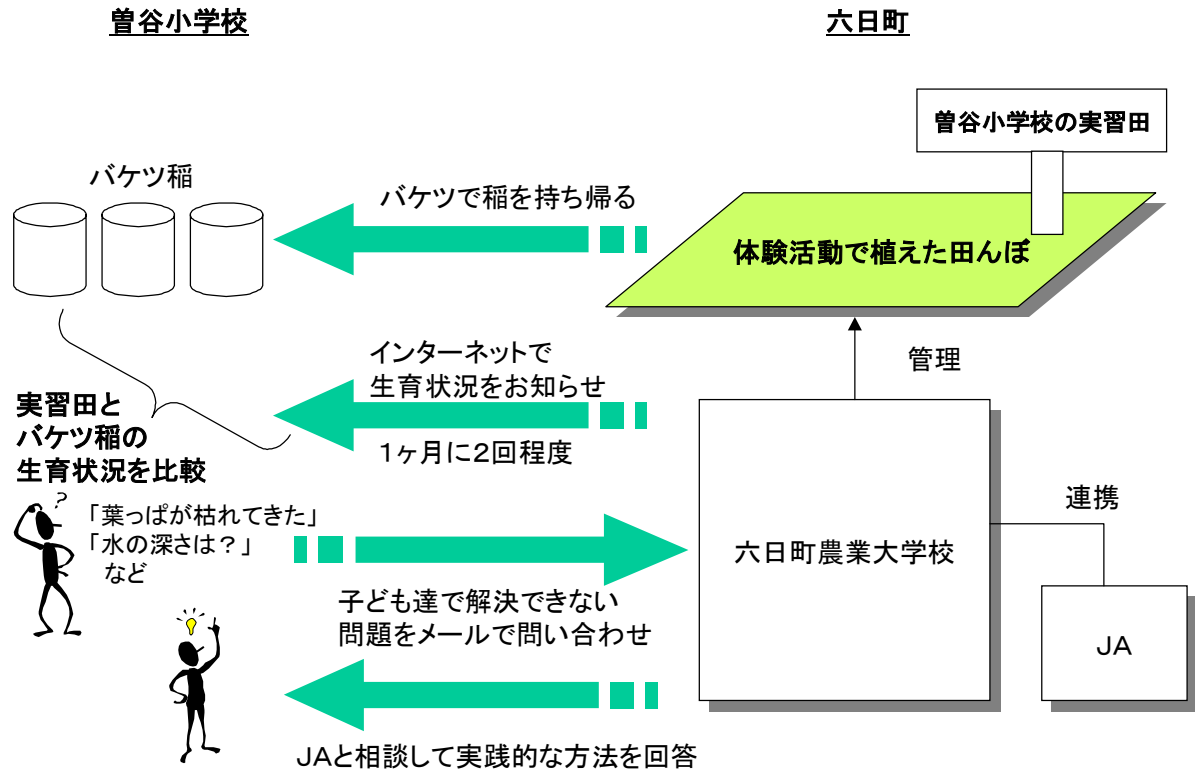 曽谷小学校
六日町
曽谷小学校の実習田
バケツ稲
バケツで稲を持ち帰る
体験活動で植えた田んぼ
インターネットで
生育状況をお知らせ
管理
1ヶ月に2回程度
実習田と
バケツ稲の
生育状況を比較
?
「葉っぱが枯れてきた」
「水の深さは?」
など
連携
六日町農業大学校
子ども達で解決できない
問題をメールで問い合わせ
JA
JAと相談して実践的な方法を回答